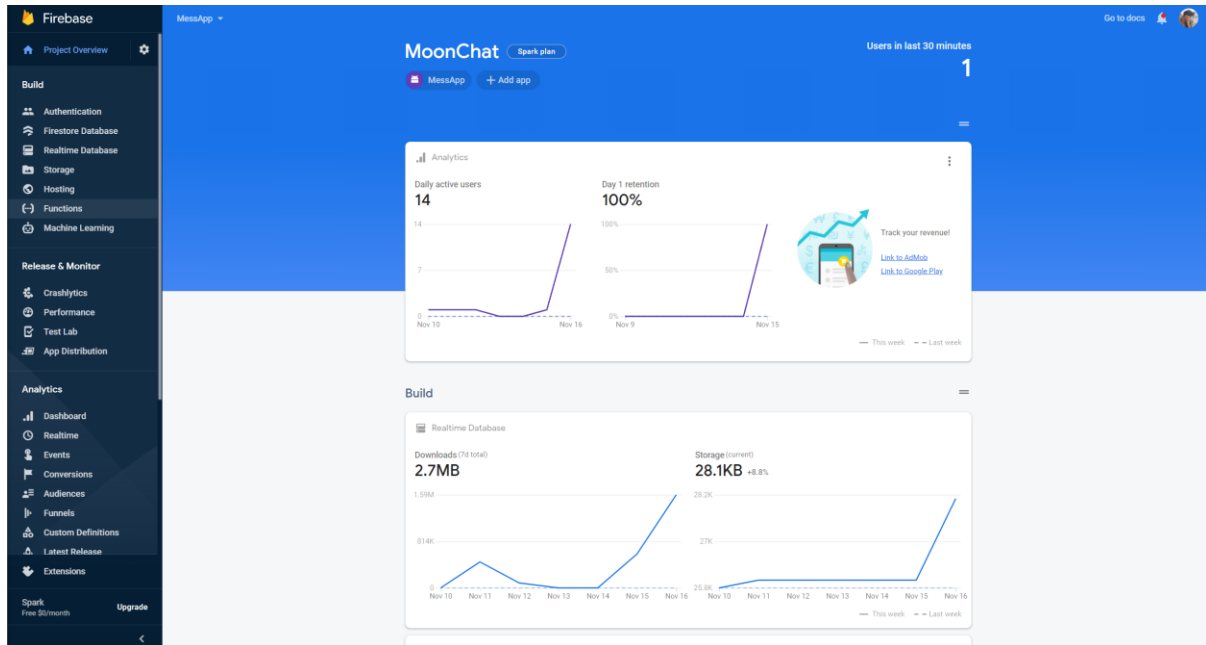 Firebase
MessApp
Go to docs
Project Overview
Build
Authentication
Firestore Database
Realtime Database
Storage
Hosting
Functions
Machine Learning
Release & Monitor
Crashlytics
Performance
Test Lab
App Distribution
Analytics
Dashboard
Realtime
Events
Conversions
Audiences
Funnels
Custom Definitions
Latest Release
Extensions
Spark
Free $0/month
Upgrade
MoonChat Spark plan
MessApp + Add app
Users in last 30 minutes
1
Analytics
Daily active users
14
14
7
0
Nov 10 Nov 16
Day 1 retention
100%
100%
50%
0%
Nov 9 Nov 15
Track your revenue!
Link to AdMob
Link to Google Play
This week Last week
Build
Realtime Database
Downloads (7d total)
2.7MB
1.59M
814K
0
Nov 10 Nov 11 Nov 12 Nov 13 Nov 14 Nov 15 Nov 16
Storage (current)
28.1KB +8.8%
28.2K
27K
25.8K
Nov 10 Nov 11 Nov 12 Nov 13 Nov 14 Nov 15 Nov 16
This week Last week